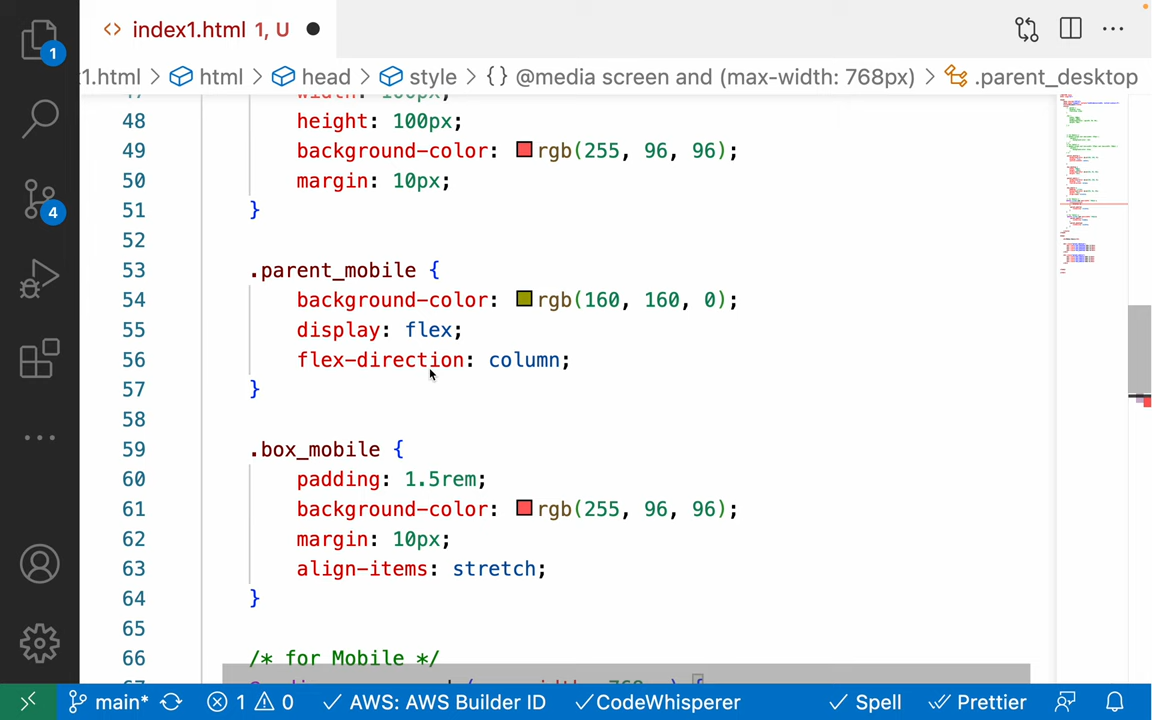 1
index1.html 1, U
:1.html > html > head > style > {} @media screen and (max-width: 768px) > .parent_desktop
48 height: 100px;
49 background-color: rgb(255, 96, 96);
50 margin: 10px;
51 }
52
53 .parent_mobile {
54 background-color: rgb(160, 160, 0);
55 display: flex;
56 flex-direction: column;
57 }
58
59 .box_mobile {
60 padding: 1.5rem;
61 background-color: rgb(255, 96, 96);
62 margin: 10px;
63 align-items: stretch;
64 }
65
66 /* for Mobile */
4
main* 1 0 AWS: AWS Builder ID CodeWhisperer Spell Prettier